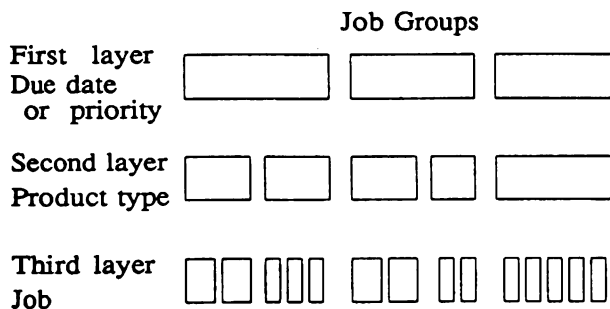 Job Groups
First layer
Due date
or priority
Second layer
Product type
Third layer
Job